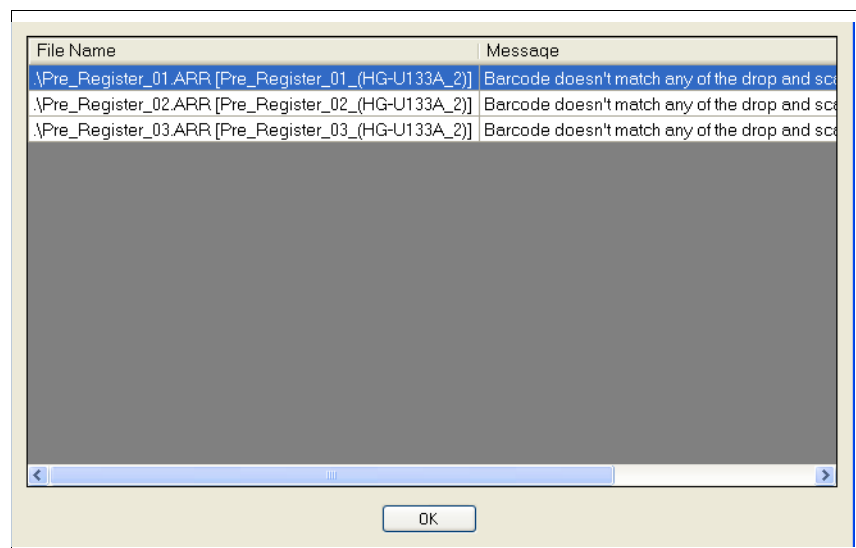 File Name Message
.\Pre_Register_01.ARR [Pre_Register_01_(HG-U133A_2)] Barcode doesn't match any of the drop and sca
.\Pre_Register_02.ARR [Pre_Register_02_(HG-U133A_2)] Barcode doesn't match any of the drop and sca
.\Pre_Register_03.ARR [Pre_Register_03_(HG-U133A_2)] Barcode doesn't match any of the drop and sca
OK